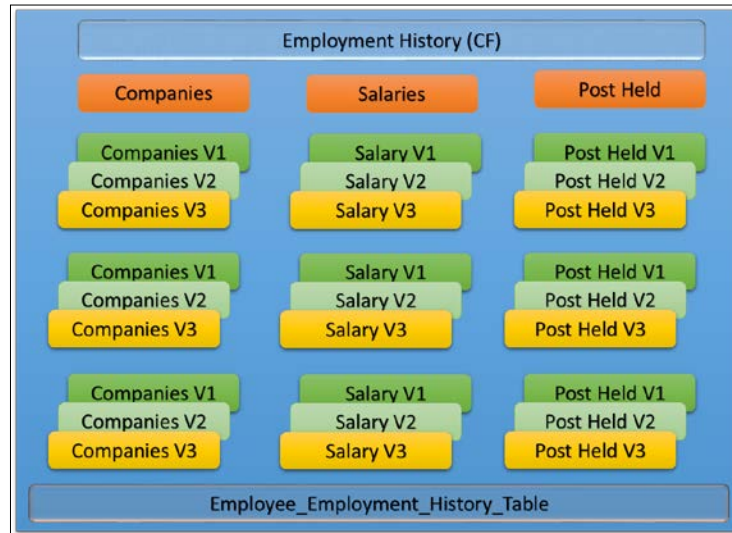 Employment History (CF)
Companies Salaries Post Held
Companies V1 Salary V1 Post Held V1
Companies V2 Salary V2 Post Held V2
Companies V3 Salary V3 Post Held V3
Companies V1 Salary V1 Post Held V1
Companies V2 Salary V2 Post Held V2
Companies V3 Salary V3 Post Held V3
Companies V1 Salary V1 Post Held V1
Companies V2 Salary V2 Post Held V2
Companies V3 Salary V3 Post Held V3
Employee_Employment_History_Table